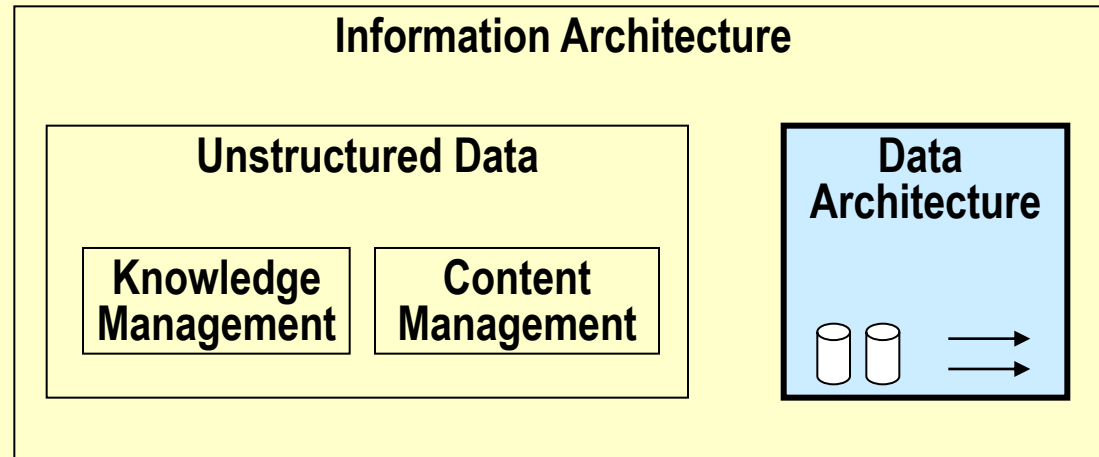 Information Architecture
Unstructured Data
Knowledge
Management
Content
Management
Data
Architecture